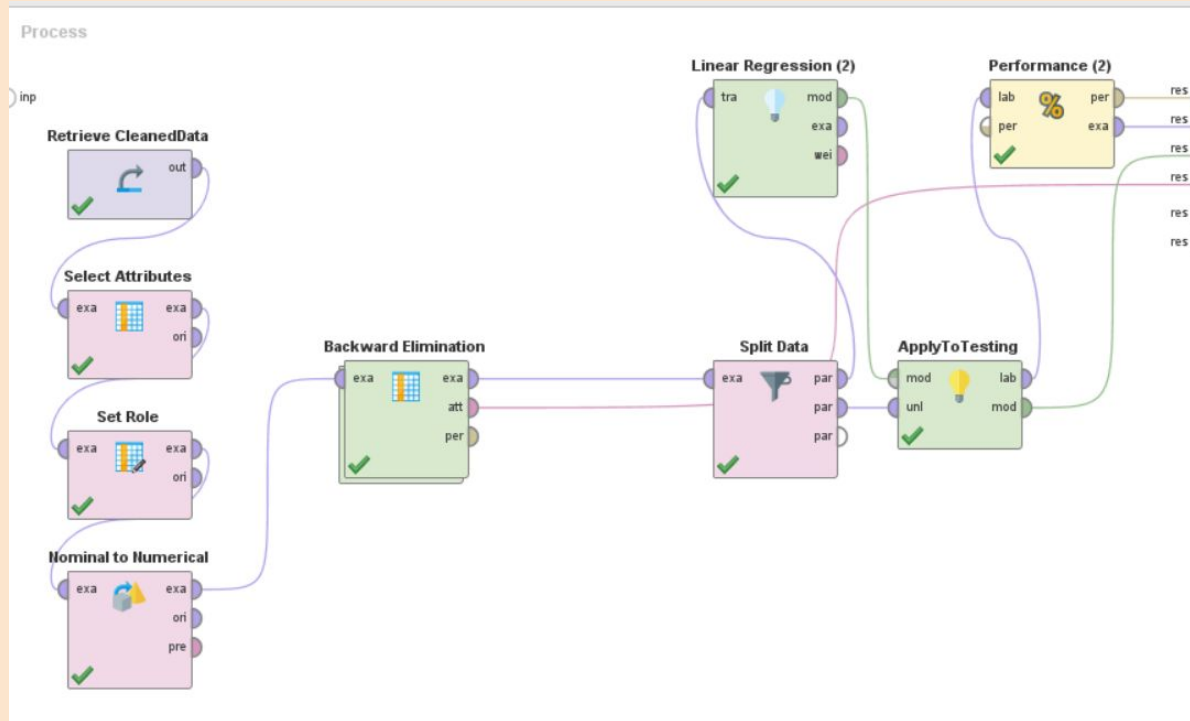 Process
inp
Retrieve CleanedData
out
Select Attributes
exa exa
ori
Set Role
exa exa
ori
Nominal to Numerical
exa exa
ori
pre
Backward Elimination
exa exa
att
per
Linear Regression (2)
tra mod
exa
wei
Split Data
exa par
par
par
ApplyToTesting
mod lab
unl mod
Performance (2)
lab per
per exa
%
res
res
res
res
res
res